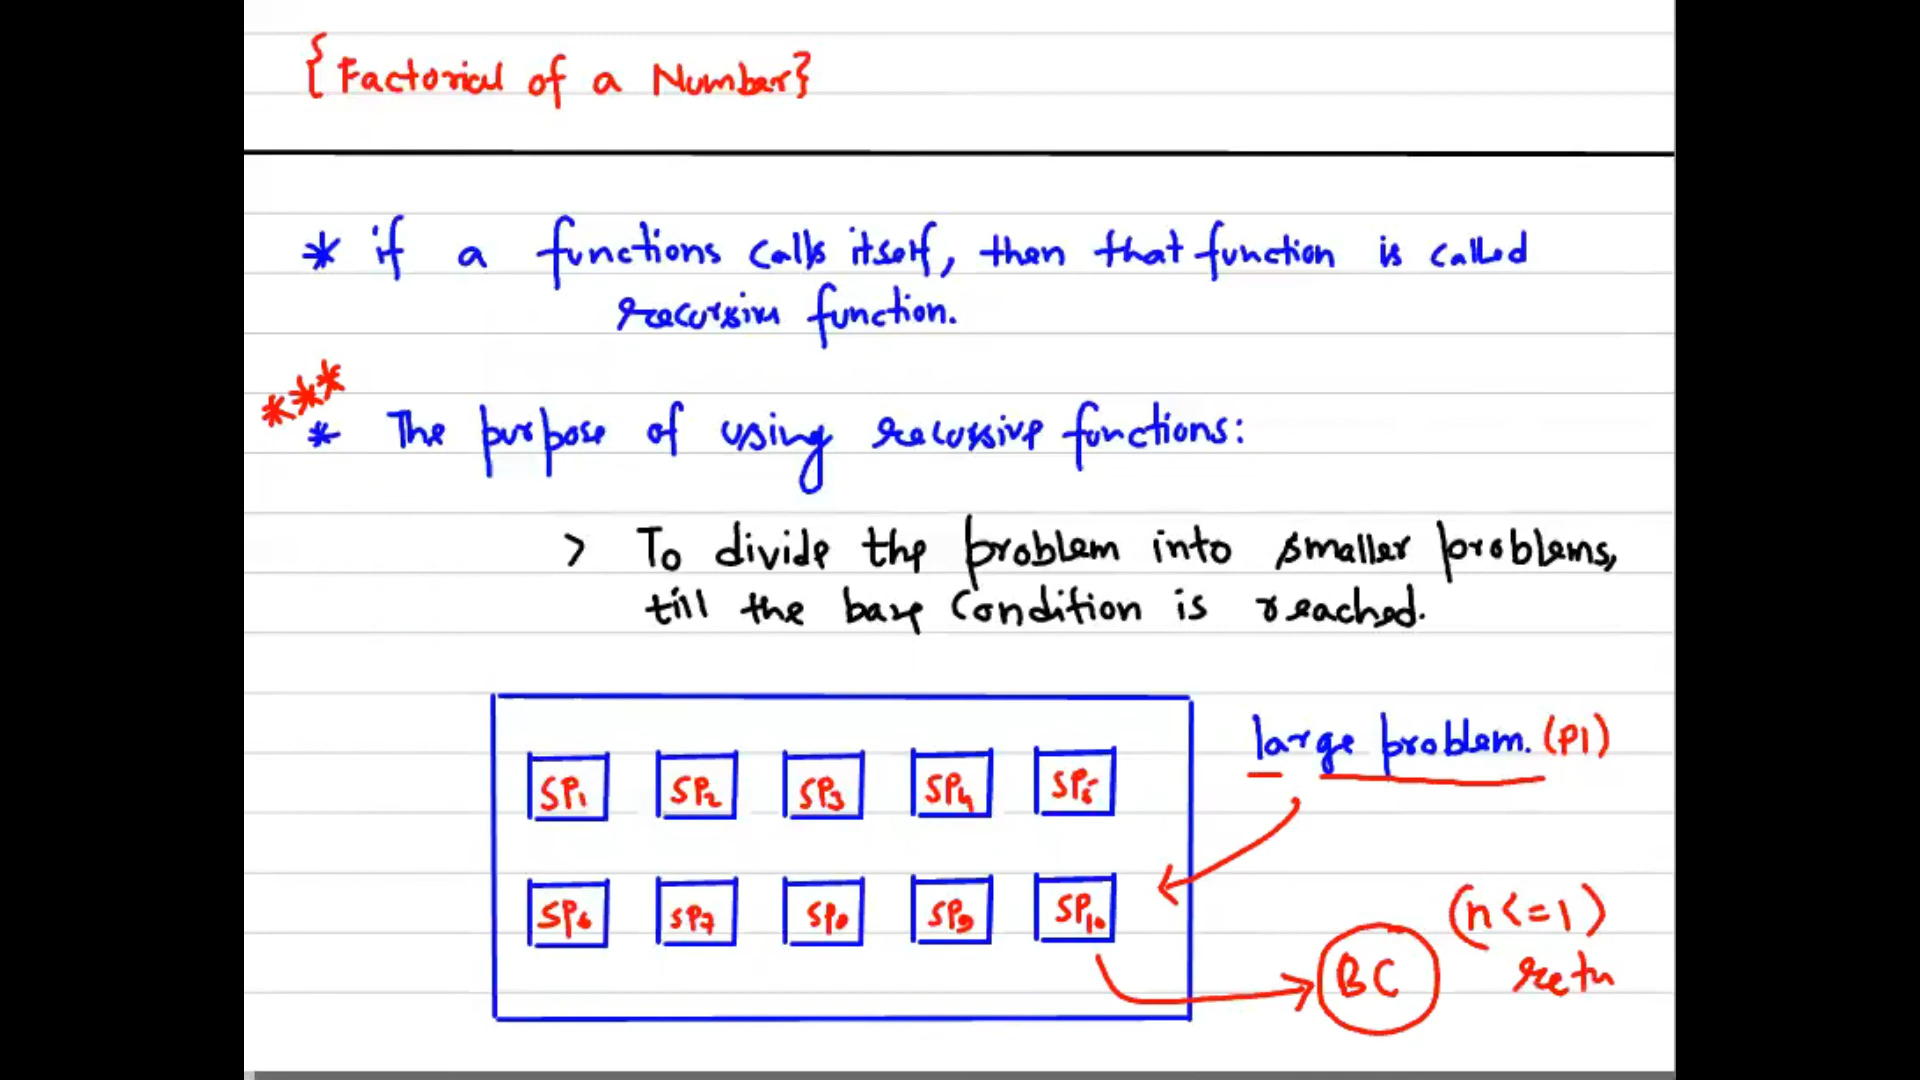 {Factorial of a Number}
* if a functions calls itself, then that function is called
recursive function.
***
* The purpose of using recursive functions:
> To divide the problem into smaller problems,
till the base condition is reached.
large problem. (P1)
SP1 SP2 SP3 SP4 SP5
SP6 SP7 SP8 SP9 SP10
(n<=1)
BC
retu